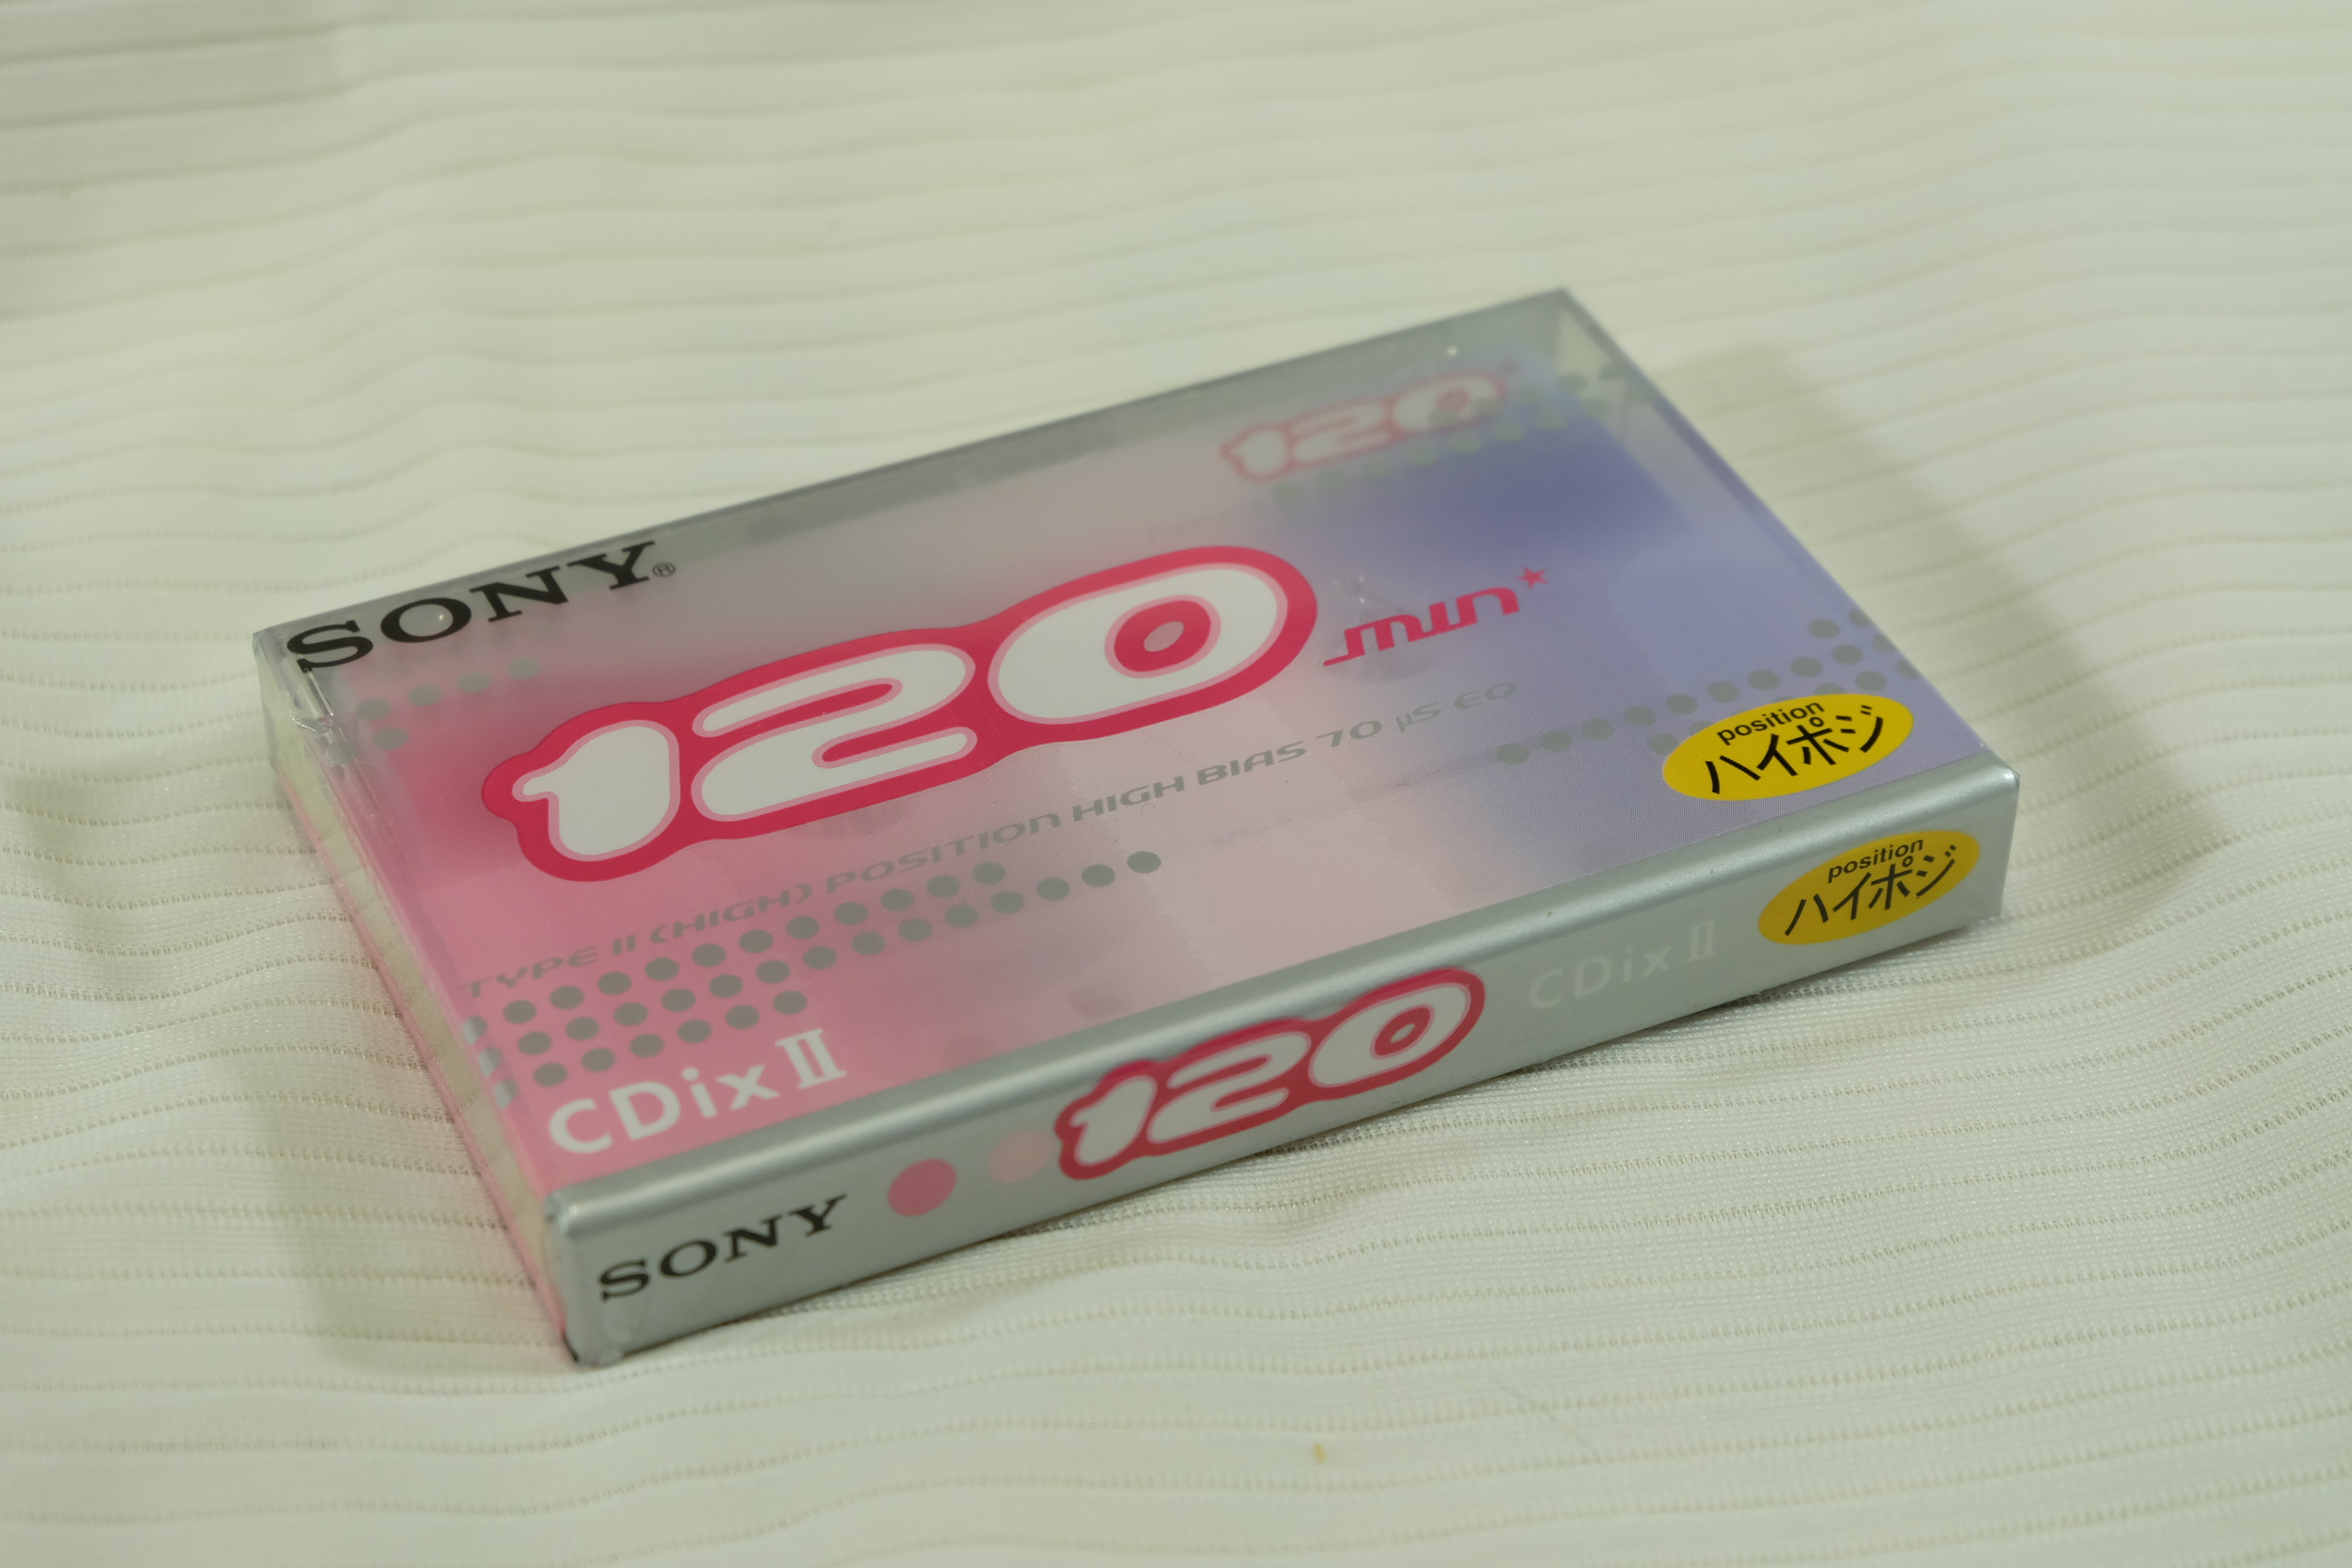 SONY®
120
120 min*
TYPE II (HIGH) POSITION HIGH BIAS 70 µS EQ
position
ハイポジ
CDix II
SONY
120
CDix II
position
ハイポジ